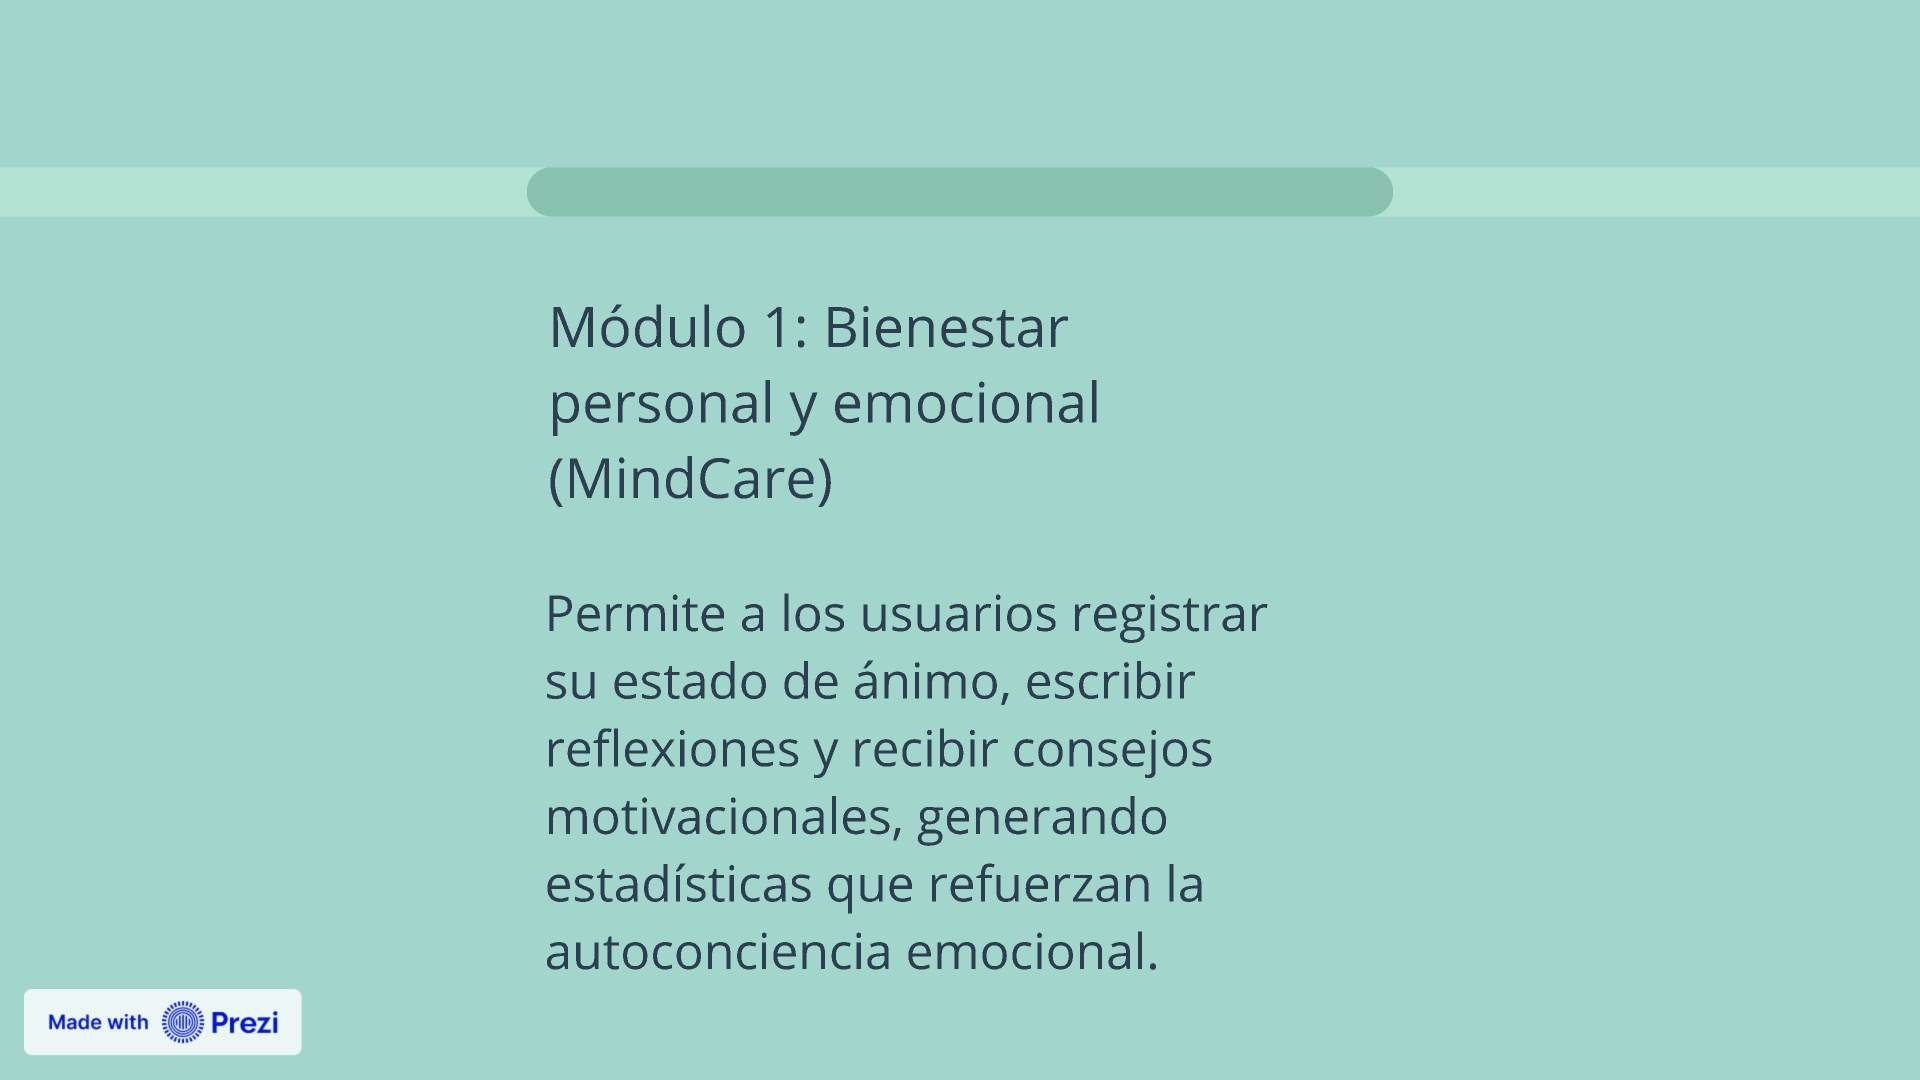 Módulo 1: Bienestar
personal y emocional
(MindCare)
Permite a los usuarios registrar
su estado de ánimo, escribir
reflexiones y recibir consejos
motivacionales, generando
estadísticas que refuerzan la
autoconciencia emocional.
Made with Prezi